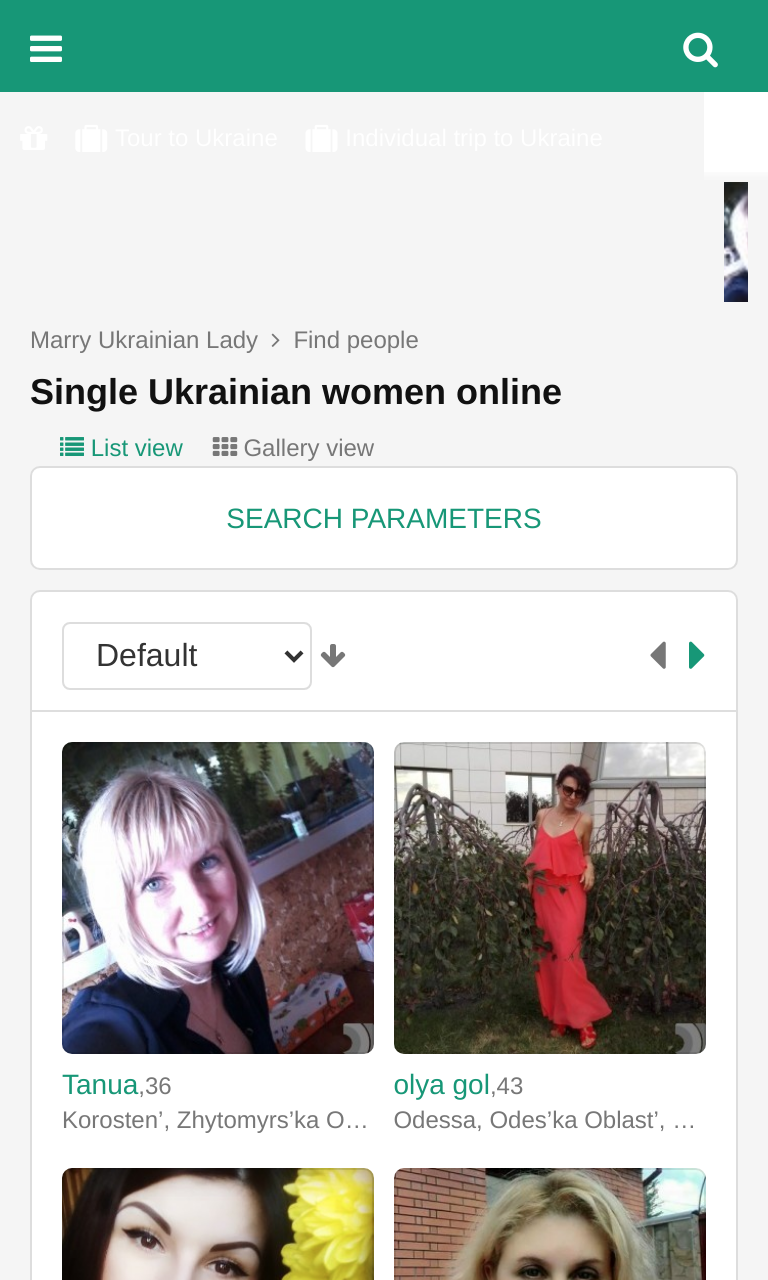 Tour to Ukraine Individual trip to Ukraine
Marry Ukrainian Lady > Find people
Single Ukrainian women online
List view Gallery view
SEARCH PARAMETERS
Default
Tanua,36
Korosten’, Zhytomyrs’ka O…
olya gol,43
Odessa, Odes’ka Oblast’, …